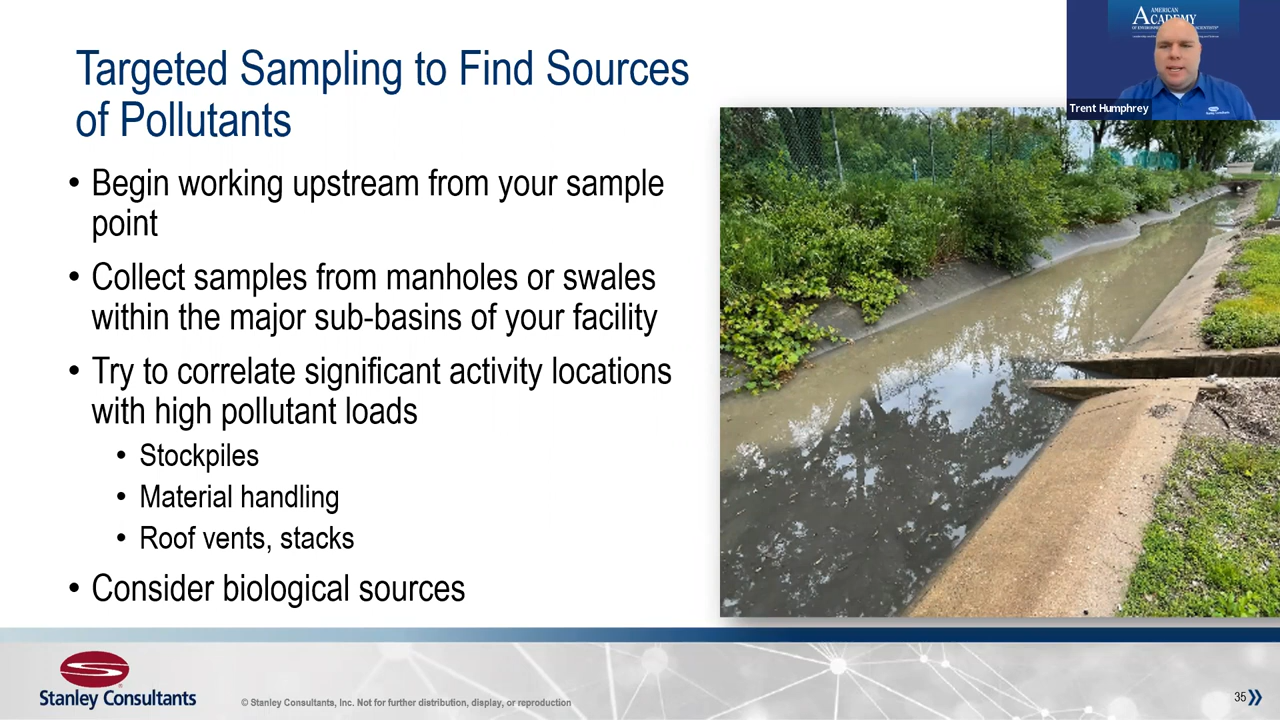 Targeted Sampling to Find Sources
of Pollutants
• Begin working upstream from your sample
point
• Collect samples from manholes or swales
within the major sub-basins of your facility
• Try to correlate significant activity locations
with high pollutant loads
• Stockpiles
• Material handling
• Roof vents, stacks
• Consider biological sources
AMERICAN
ACADEMY
Trent Humphrey
Stanley Consultants
© Stanley Consultants, Inc. Not for further distribution, display, or reproduction
35